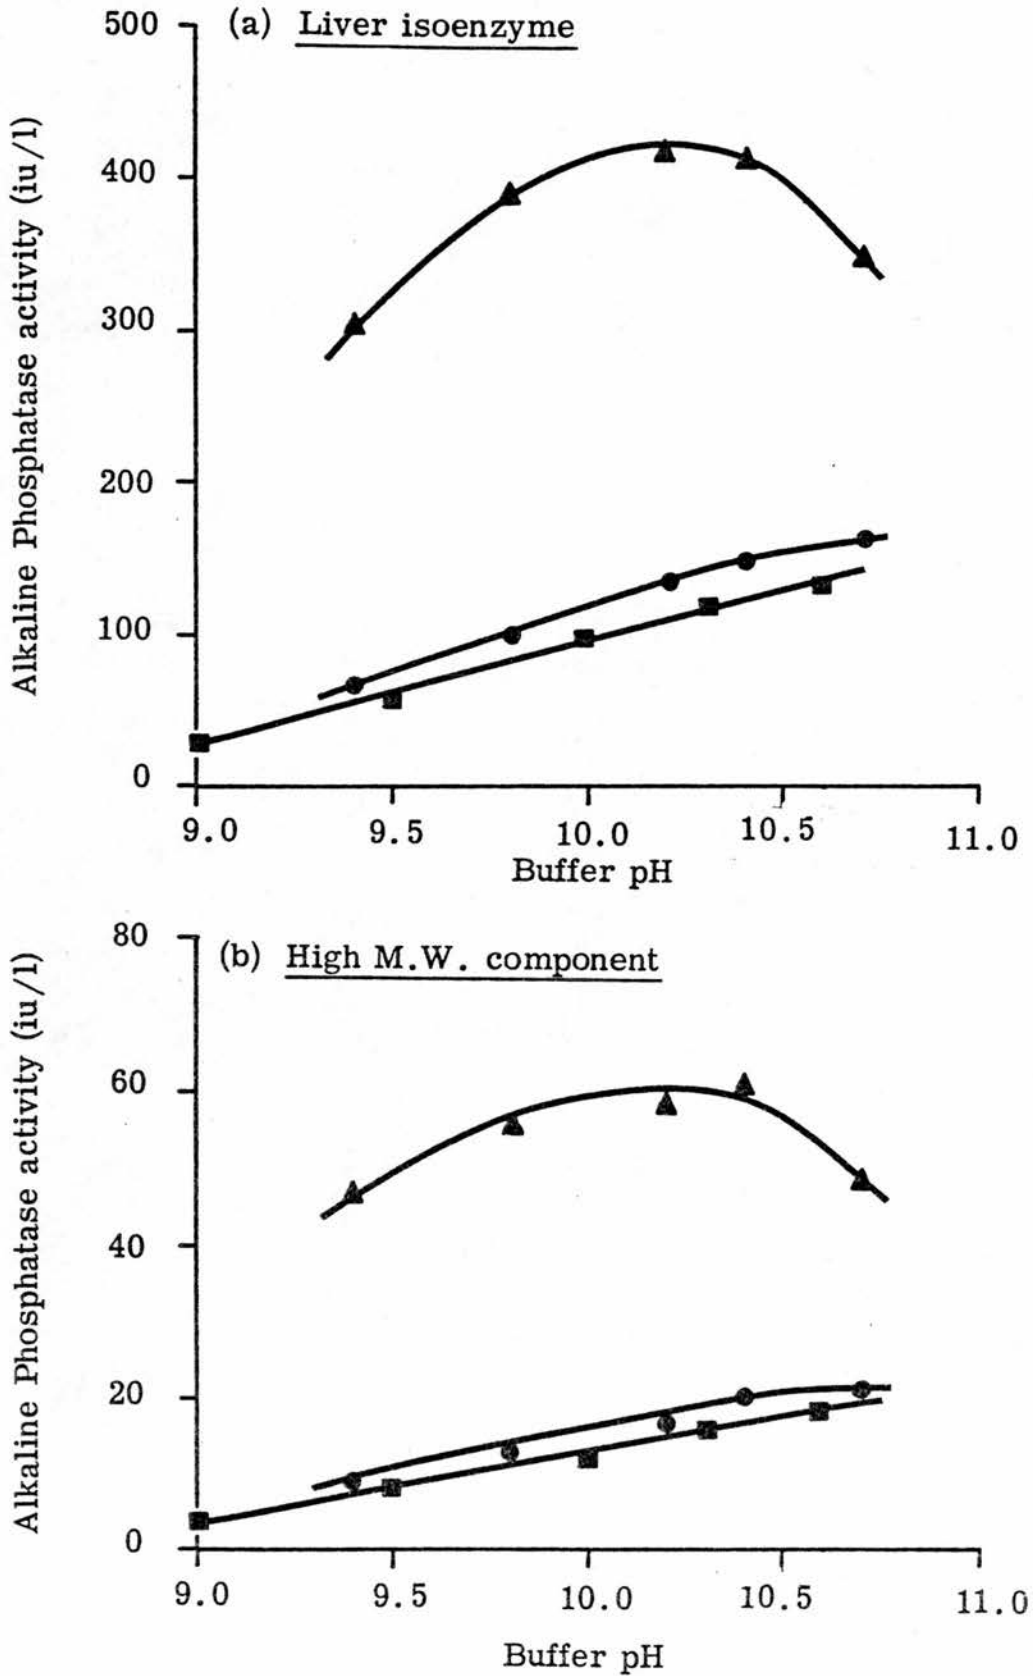 (a) Liver isoenzyme
Alkaline Phosphatase activity (iu/l)
500
400
300
200
100
0
9.0 9.5 10.0 10.5 11.0
Buffer pH
(b) High M.W. component
Alkaline Phosphatase activity (iu/l)
80
60
40
20
0
9.0 9.5 10.0 10.5 11.0
Buffer pH